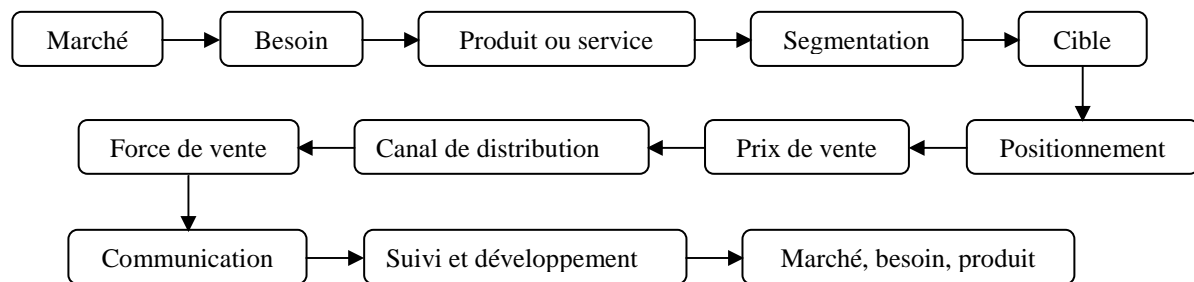 Marché
Besoin
Produit ou service
Segmentation
Cible
Positionnement
Prix de vente
Canal de distribution
Force de vente
Communication
Suivi et développement
Marché, besoin, produit